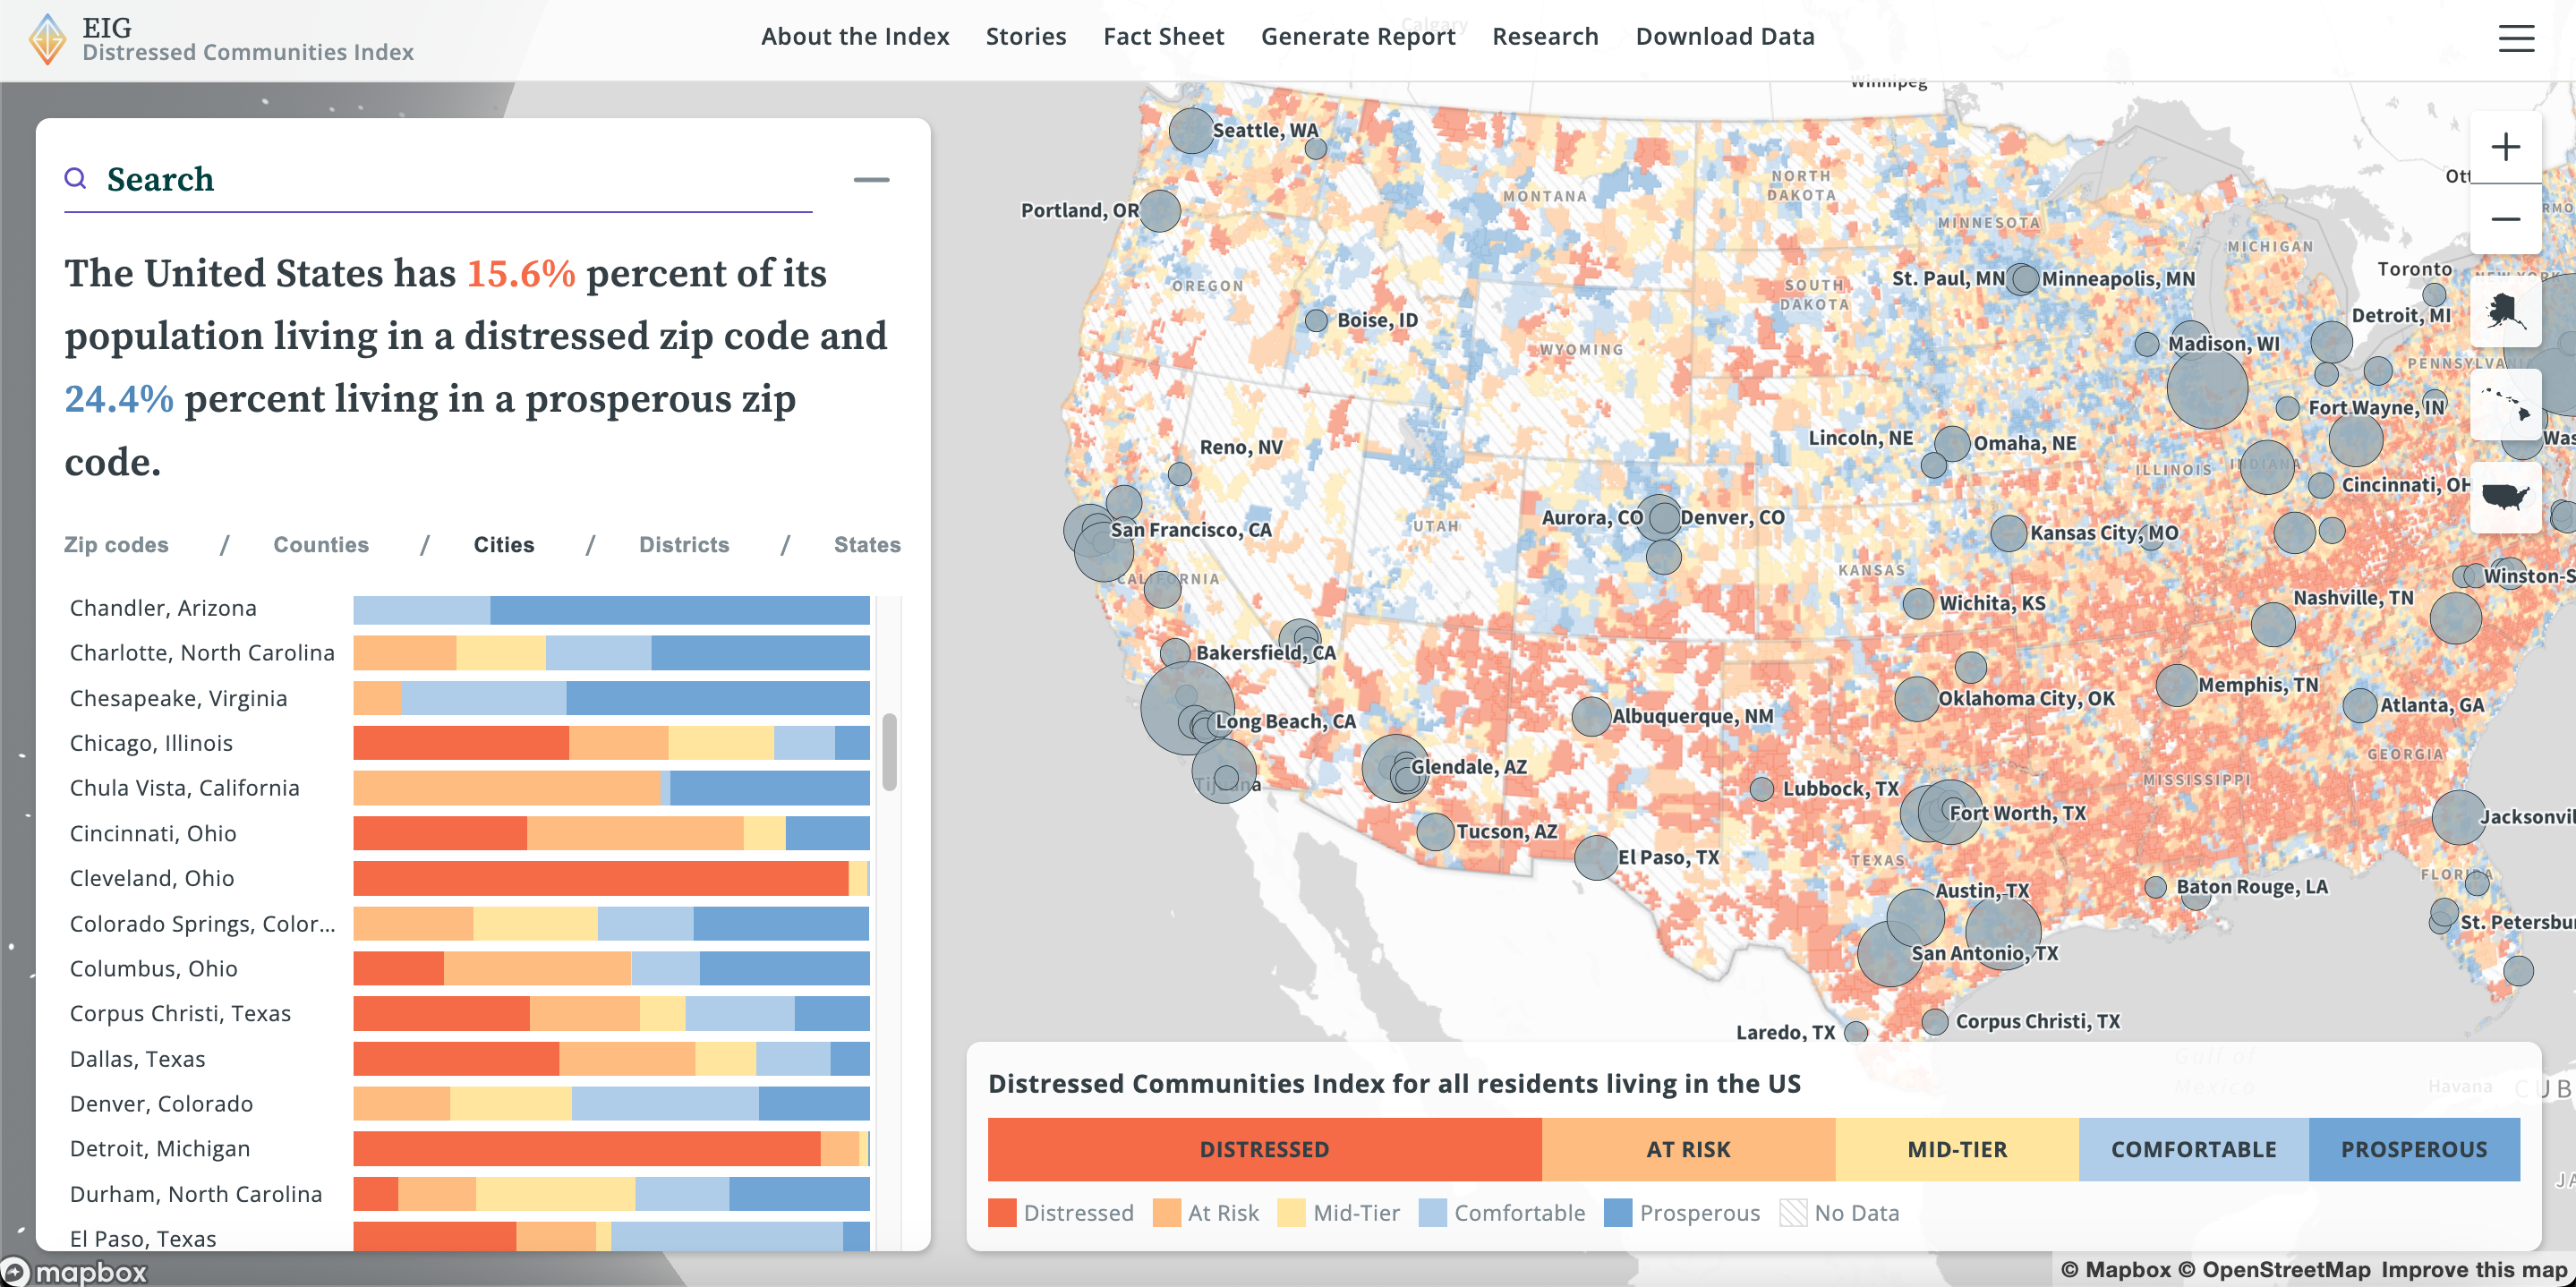 EIG
Distressed Communities Index
About the Index
Stories
Fact Sheet
Generate Report
Research
Download Data
Search
The United States has 15.6% percent of its
population living in a distressed zip code and
24.4% percent living in a prosperous zip
code.
Zip codes / Counties / Cities / Districts / States
Chandler, Arizona
Charlotte, North Carolina
Chesapeake, Virginia
Chicago, Illinois
Chula Vista, California
Cincinnati, Ohio
Cleveland, Ohio
Colorado Springs, Color...
Columbus, Ohio
Corpus Christi, Texas
Dallas, Texas
Denver, Colorado
Detroit, Michigan
Durham, North Carolina
El Paso, Texas
mapbox
Calgary
Winnipeg
Seattle, WA
Portland, OR
MONTANA
NORTH
DAKOTA
MINNESOTA
MICHIGAN
Ott
RMO
Toronto
NEW YORK
OREGON
SOUTH
DAKOTA
St. Paul, MN
Minneapolis, MN
Boise, ID
Detroit, MI
WYOMING
Madison, WI
PENNSYLVA
Fort Wayne, IN
Reno, NV
Lincoln, NE
Omaha, NE
Was
ILLINOIS
INDIANA
Cincinnati, OH
San Francisco, CA
UTAH
Aurora, CO
Denver, CO
Kansas City, MO
CALIFORNIA
KANSAS
Winston-S
Wichita, KS
Nashville, TN
Bakersfield, CA
Long Beach, CA
Albuquerque, NM
Oklahoma City, OK
Memphis, TN
Atlanta, GA
GEORGIA
Glendale, AZ
Tijuana
Lubbock, TX
MISSISSIPPI
Fort Worth, TX
Jacksonvil
Tucson, AZ
El Paso, TX
TEXAS
Austin, TX
Baton Rouge, LA
FLORIDA
St. Petersbur
San Antonio, TX
Laredo, TX
Corpus Christi, TX
Gulf of
Mexico
Havana
CUB
JA
Distressed Communities Index for all residents living in the US
DISTRESSED
AT RISK
MID-TIER
COMFORTABLE
PROSPEROUS
Distressed
At Risk
Mid-Tier
Comfortable
Prosperous
No Data
© Mapbox © OpenStreetMap Improve this map